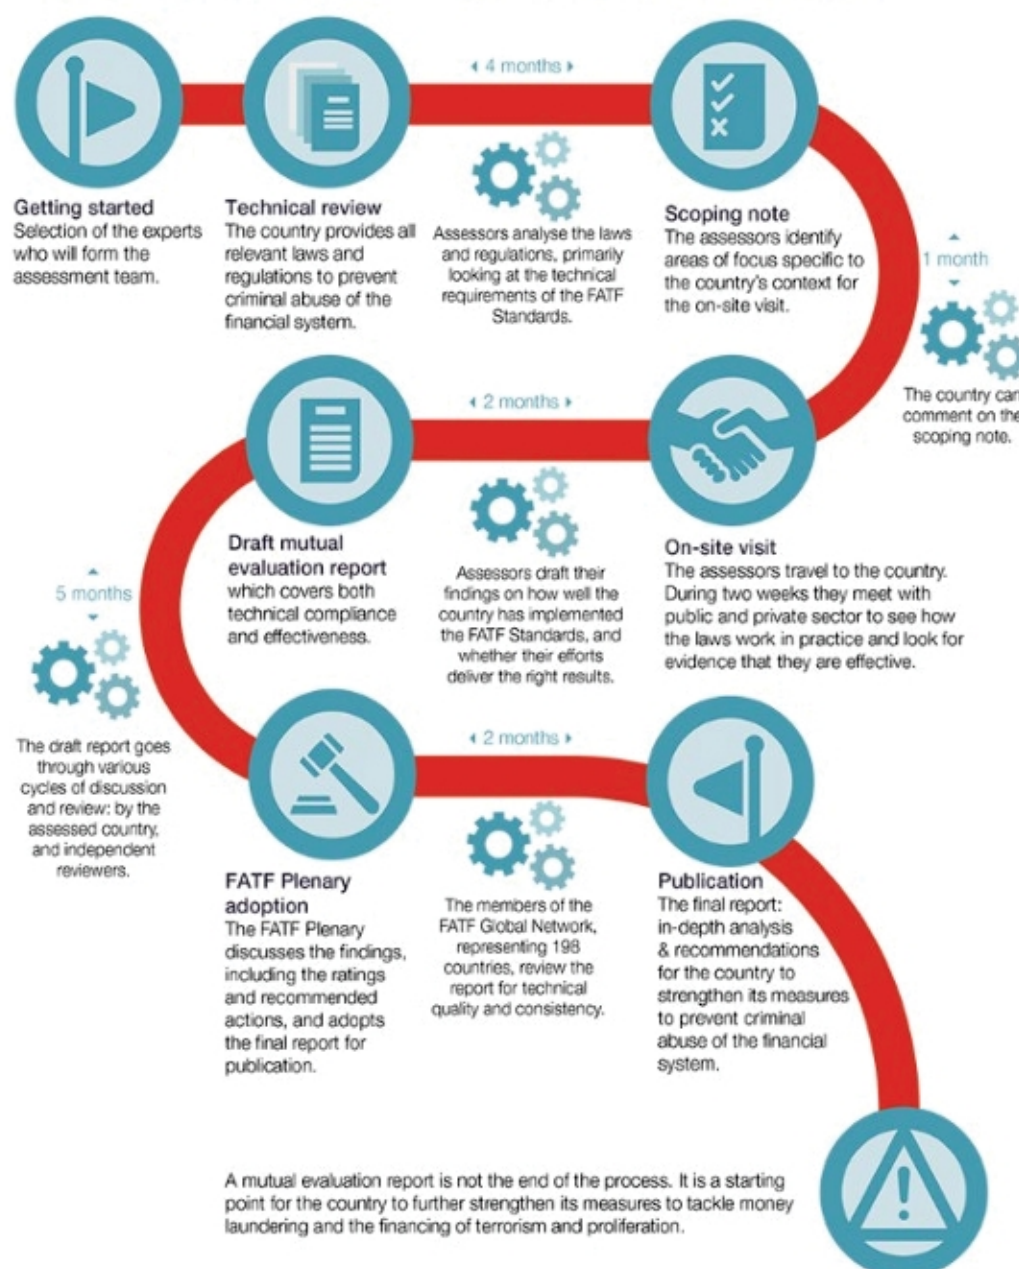 Getting started
Selection of the experts
who will form the
assessment team.
Technical review
The country provides all
relevant laws and
regulations to prevent
criminal abuse of the
financial system.
4 months
Assessors analyse the laws
and regulations, primarily
looking at the technical
requirements of the FATF
Standards.
Scoping note
The assessors identify
areas of focus specific to
the country's context for
the on-site visit.
1 month
The country can
comment on the
scoping note.
On-site visit
The assessors travel to the country.
During two weeks they meet with
public and private sector to see how
the laws work in practice and look for
evidence that they are effective.
2 months
Assessors draft their
findings on how well the
country has implemented
the FATF Standards, and
whether their efforts
deliver the right results.
Draft mutual
evaluation report
which covers both
technical compliance
and effectiveness.
5 months
The draft report goes
through various
cycles of discussion
and review: by the
assessed country,
and independent
reviewers.
FATF Plenary
adoption
The FATF Plenary
discusses the findings,
including the ratings
and recommended
actions, and adopts
the final report for
publication.
2 months
The members of the
FATF Global Network,
representing 198
countries, review the
report for technical
quality and consistency.
Publication
The final report:
in-depth analysis
& recommendations
for the country to
strengthen its measures
to prevent criminal
abuse of the financial
system.
A mutual evaluation report is not the end of the process. It is a starting
point for the country to further strengthen its measures to tackle money
laundering and the financing of terrorism and proliferation.